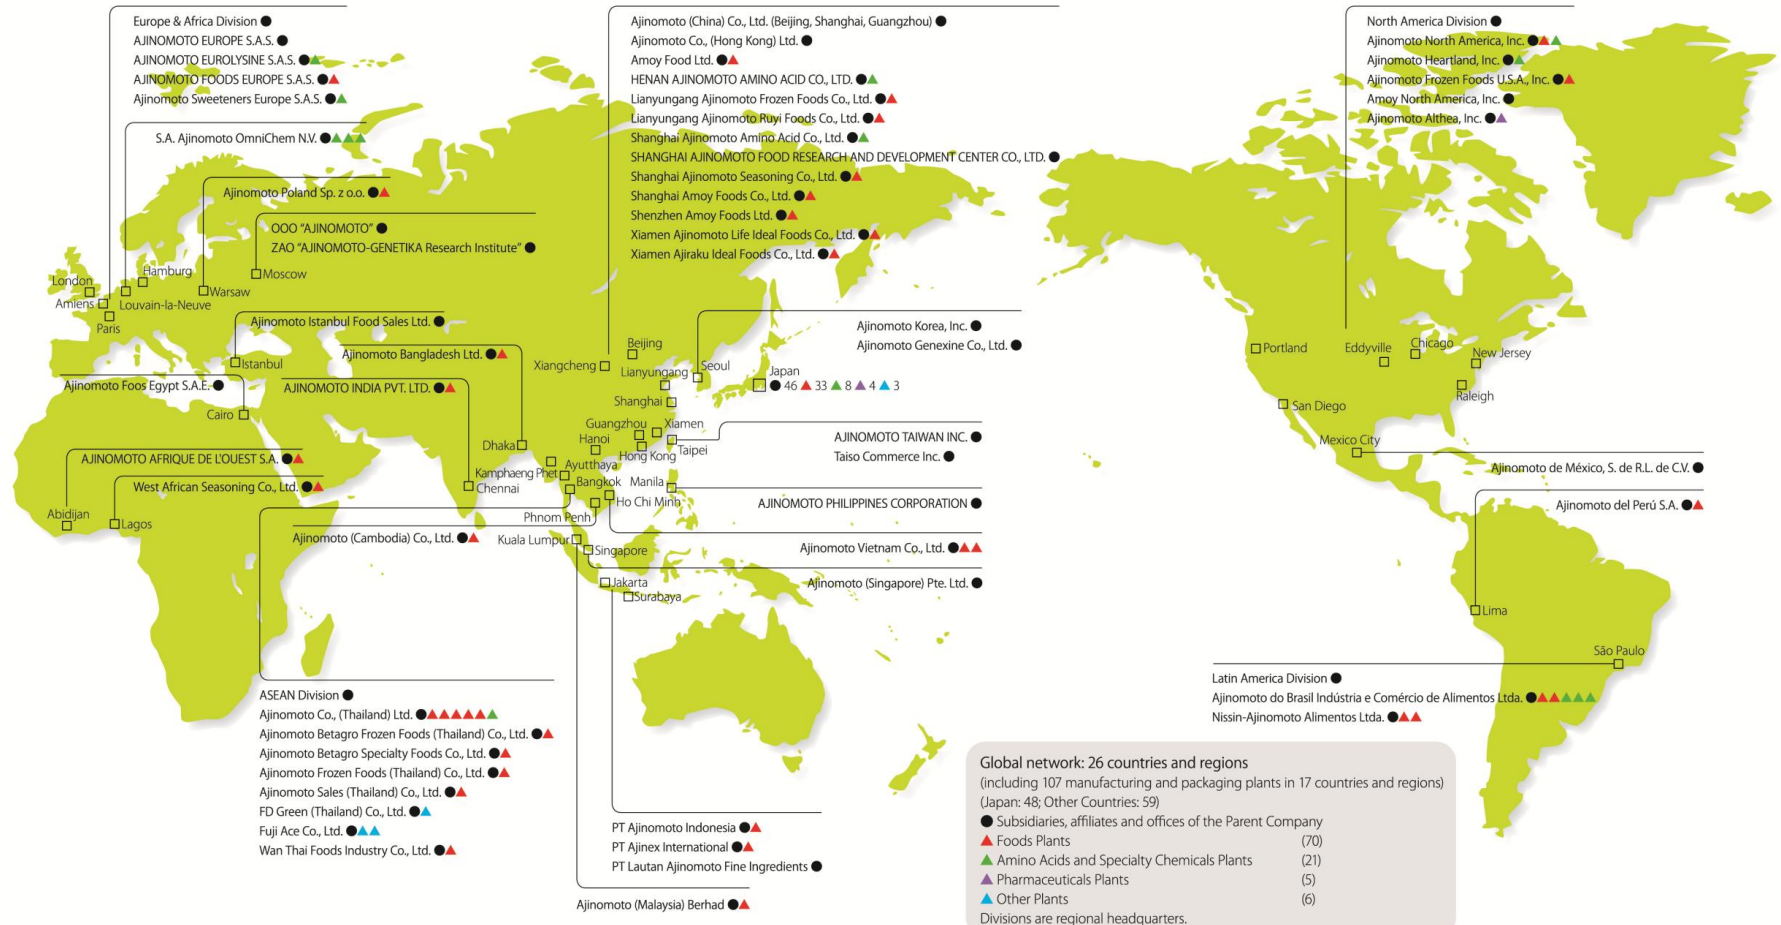 Europe & Africa Division ●
AJINOMOTO EUROPE S.A.S. ●
AJINOMOTO EUROLYSINE S.A.S. ●▲
AJINOMOTO FOODS EUROPE S.A.S. ●▲
Ajinomoto Sweeteners Europe S.A.S. ●▲
S.A. Ajinomoto OmniChem N.V. ●▲▲▲
Ajinomoto Poland Sp. z o.o. ●▲
OOO "AJINOMOTO" ●
ZAO "AJINOMOTO-GENETIKA Research Institute" ●
London
Hamburg
Moscow
Amiens
Louvain-la-Neuve
Warsaw
Paris
Ajinomoto Istanbul Food Sales Ltd. ●
Istanbul
Ajinomoto Bangladesh Ltd. ●▲
Ajinomoto Foos Egypt S.A.E. ●
AJINOMOTO INDIA PVT. LTD. ●▲
Cairo
AJINOMOTO AFRIQUE DE L'OUEST S.A. ●▲
West African Seasoning Co., Ltd. ●▲
Abidijan
Lagos
Ajinomoto (Cambodia) Co., Ltd. ●▲
Ajinomoto (China) Co., Ltd. (Beijing, Shanghai, Guangzhou) ●
Ajinomoto Co., (Hong Kong) Ltd. ●
Amoy Food Ltd. ●▲
HENAN AJINOMOTO AMINO ACID CO., LTD. ●▲
Lianyungang Ajinomoto Frozen Foods Co., Ltd. ●▲
Lianyungang Ajinomoto Ruyi Foods Co., Ltd. ●▲
Shanghai Ajinomoto Amino Acid Co., Ltd. ●▲
SHANGHAI AJINOMOTO FOOD RESEARCH AND DEVELOPMENT CENTER CO., LTD. ●
Shanghai Ajinomoto Seasoning Co., Ltd. ●▲
Shanghai Amoy Foods Co., Ltd. ●▲
Shenzhen Amoy Foods Ltd. ●▲
Xiamen Ajinomoto Life Ideal Foods Co., Ltd. ●▲
Xiamen Ajiraku Ideal Foods Co., Ltd. ●▲
Ajinomoto Korea, Inc. ●
Ajinomoto Genexine Co., Ltd. ●
Beijing
Xiangcheng
Lianyungang
Seoul
Japan
● 46 ▲ 33 ▲ 8 ▲ 4 ▲ 3
Shanghai
Guangzhou
Xiamen
Hanoi
Hong Kong
Taipei
AJINOMOTO TAIWAN INC. ●
Taiso Commerce Inc. ●
Dhaka
Kamphaeng Phet
Ayutthaya
Chennai
Bangkok
Manila
Ho Chi Minh
AJINOMOTO PHILIPPINES CORPORATION ●
Phnom Penh
Kuala Lumpur
Singapore
Ajinomoto Vietnam Co., Ltd. ●▲▲
Jakarta
Surabaya
Ajinomoto (Singapore) Pte. Ltd. ●
ASEAN Division ●
Ajinomoto Co., (Thailand) Ltd. ●▲▲▲▲▲▲
Ajinomoto Betagro Frozen Foods (Thailand) Co., Ltd. ●▲
Ajinomoto Betagro Specialty Foods Co., Ltd. ●▲
Ajinomoto Frozen Foods (Thailand) Co., Ltd. ●▲
Ajinomoto Sales (Thailand) Co., Ltd. ●▲
FD Green (Thailand) Co., Ltd. ●▲
Fuji Ace Co., Ltd. ●▲▲
Wan Thai Foods Industry Co., Ltd. ●▲
PT Ajinomoto Indonesia ●▲
PT Ajinex International ●▲
PT Lautan Ajinomoto Fine Ingredients ●
Ajinomoto (Malaysia) Berhad ●▲
North America Division ●
Ajinomoto North America, Inc. ●▲▲
Ajinomoto Heartland, Inc. ●▲
Ajinomoto Frozen Foods U.S.A., Inc. ●▲
Amoy North America, Inc. ●
Ajinomoto Althea, Inc. ●▲
Portland
Eddyville
Chicago
New Jersey
San Diego
Raleigh
Mexico City
Ajinomoto de México, S. de R.L. de C.V. ●
Ajinomoto del Perú S.A. ●▲
Lima
São Paulo
Latin America Division ●
Ajinomoto do Brasil Indústria e Comércio de Alimentos Ltda. ●▲▲▲▲▲
Nissin-Ajinomoto Alimentos Ltda. ●▲▲
Global network: 26 countries and regions
(including 107 manufacturing and packaging plants in 17 countries and regions)
(Japan: 48; Other Countries: 59)
● Subsidiaries, affiliates and offices of the Parent Company
▲ Foods Plants (70)
▲ Amino Acids and Specialty Chemicals Plants (21)
▲ Pharmaceuticals Plants (5)
▲ Other Plants (6)
Divisions are regional headquarters.